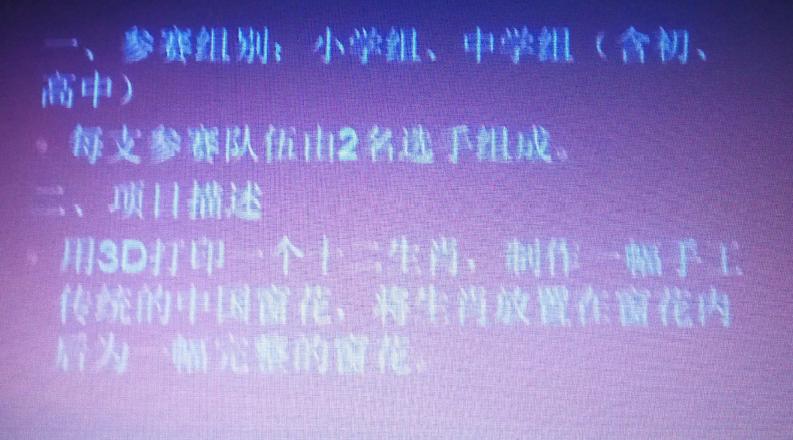 一、参赛组别：小学组、中学组（含初、
高中）
每支参赛队伍由2名选手组成。
二、项目描述
用3D打印一个十二生肖，制作一幅手工
传统的中国窗花，将生肖放置在窗花内
后为一幅完整的窗花。